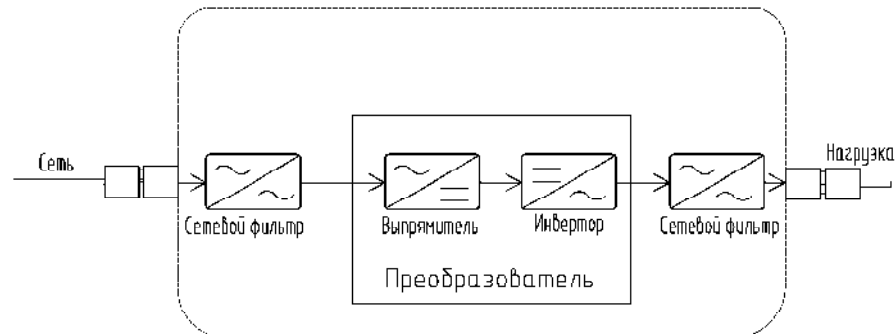 Сеть
Нагрузка
Сетевой фильтр
Выпрямитель
Инвертор
Сетевой фильтр
Преобразователь